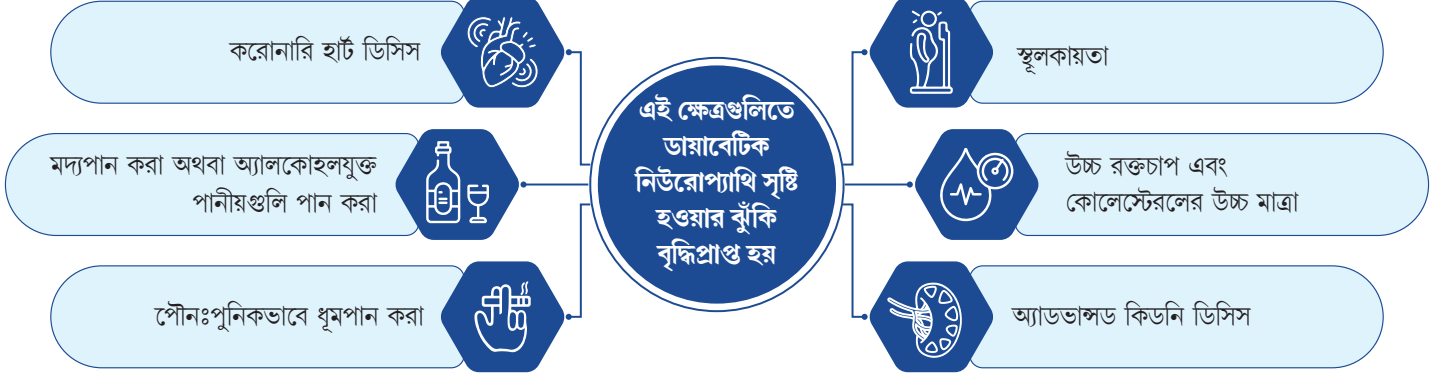 করোনারি হার্ট ডিসিস
মদ্যপান করা অথবা অ্যালকোহলযুক্ত
পানীয়গুলি পান করা
পৌনঃপুনিকভাবে ধূমপান করা
এই ক্ষেত্রগুলিতে
ডায়াবেটিক
নিউরোপ্যাথি সৃষ্টি
হওয়ার ঝুঁকি
বৃদ্ধিপ্রাপ্ত হয়
স্থূলকায়তা
উচ্চ রক্তচাপ এবং
কোলেস্টেরলের উচ্চ মাত্রা
অ্যাডভান্সড কিডনি ডিসিস